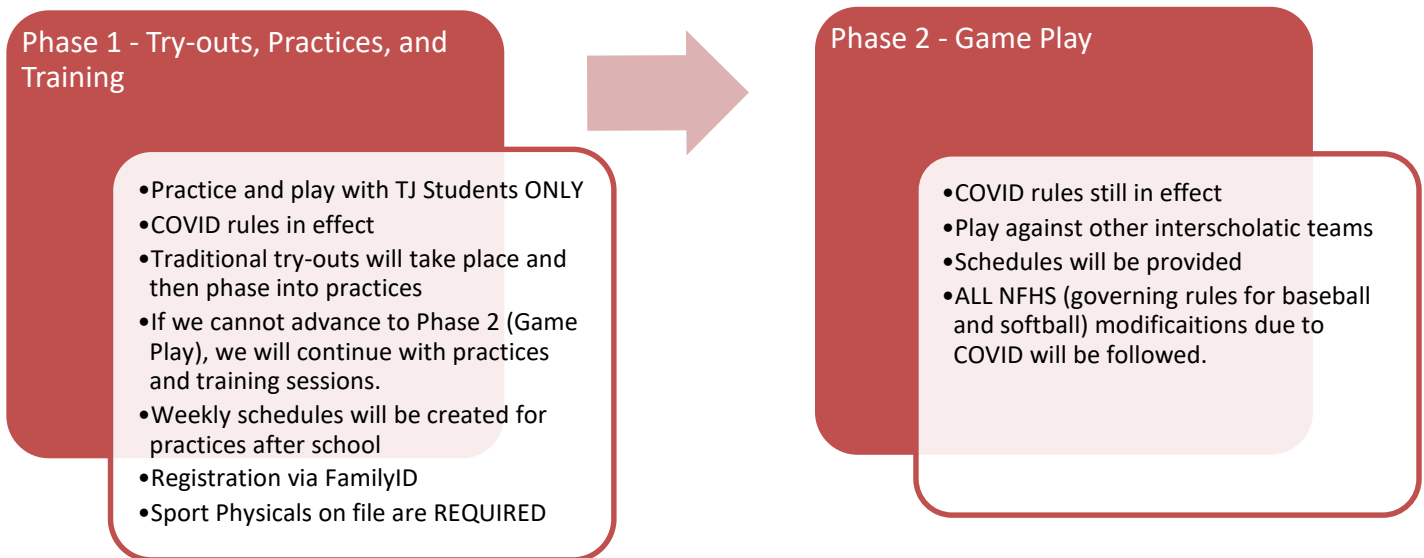 Phase 1 - Try-outs, Practices, and
Training
•Practice and play with TJ Students ONLY
•COVID rules in effect
•Traditional try-outs will take place and
then phase into practices
•If we cannot advance to Phase 2 (Game
Play), we will continue with practices
and training sessions.
•Weekly schedules will be created for
practices after school
•Registration via FamilyID
•Sport Physicals on file are REQUIRED
Phase 2 - Game Play
•COVID rules still in effect
•Play against other interscholatic teams
•Schedules will be provided
•ALL NFHS (governing rules for baseball
and softball) modificaitions due to
COVID will be followed.